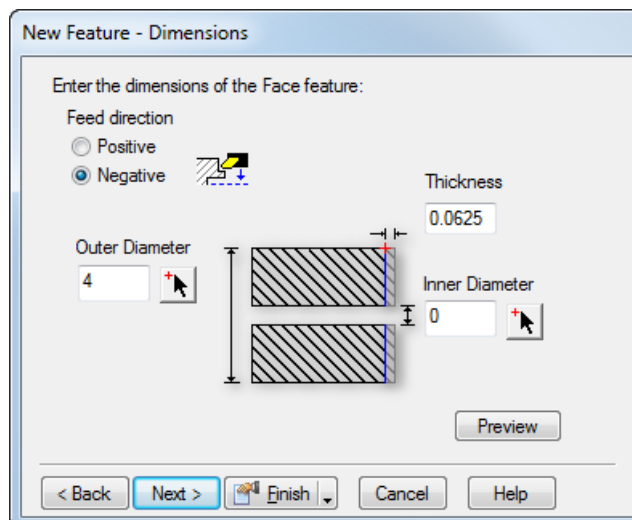 New Feature - Dimensions
Enter the dimensions of the Face feature:
Feed direction
Positive
Negative
Thickness
0.0625
Outer Diameter
4
Inner Diameter
0
Preview
< Back Next > Finish Cancel Help